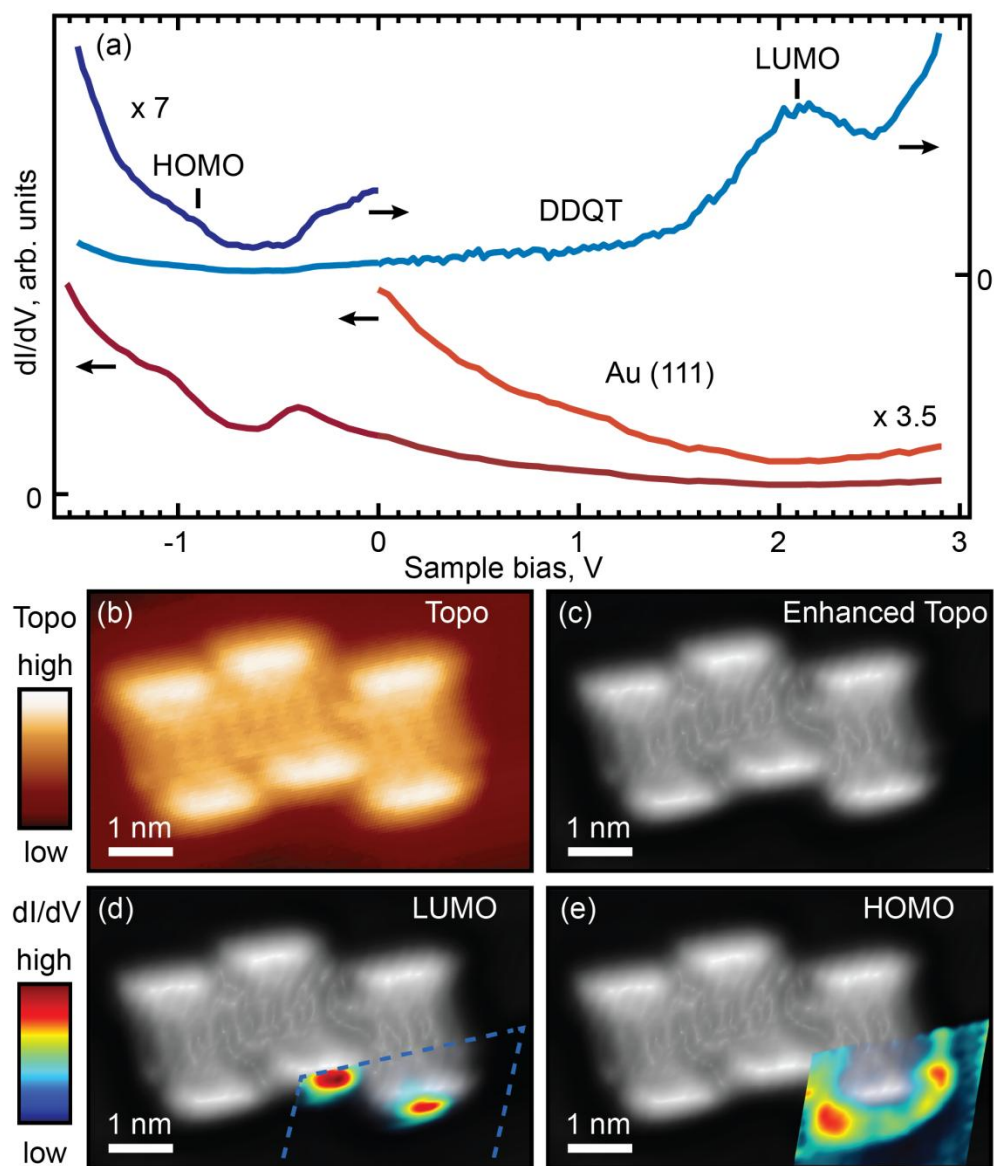 (a)
LUMO
x 7
HOMO
DDQT
0
dI/dV, arb. units
Au (111)
x 3.5
0
-1 0 1 2 3
Sample bias, V
Topo
high
low
(b) Topo
1 nm
(c) Enhanced Topo
1 nm
dI/dV
high
low
(d) LUMO
1 nm
(e) HOMO
1 nm